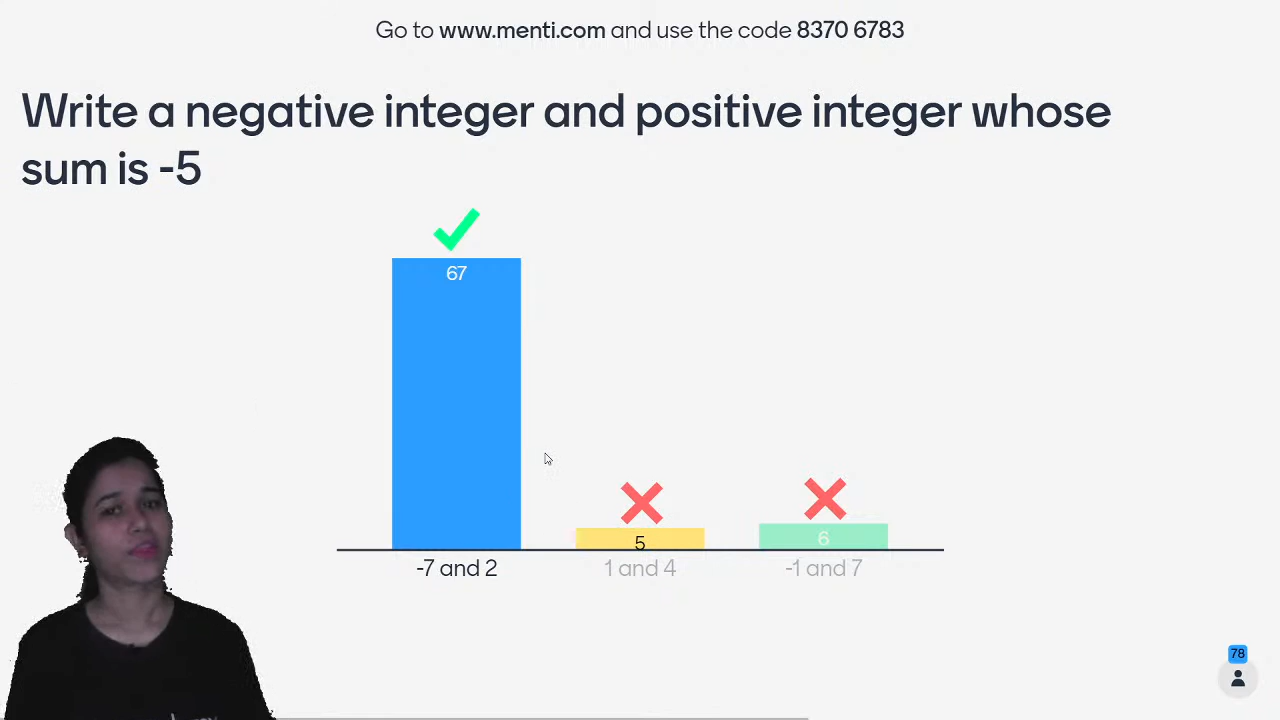 Go to www.menti.com and use the code 8370 6783
Write a negative integer and positive integer whose
sum is -5
67
5
6
-7 and 2
1 and 4
-1 and 7
78